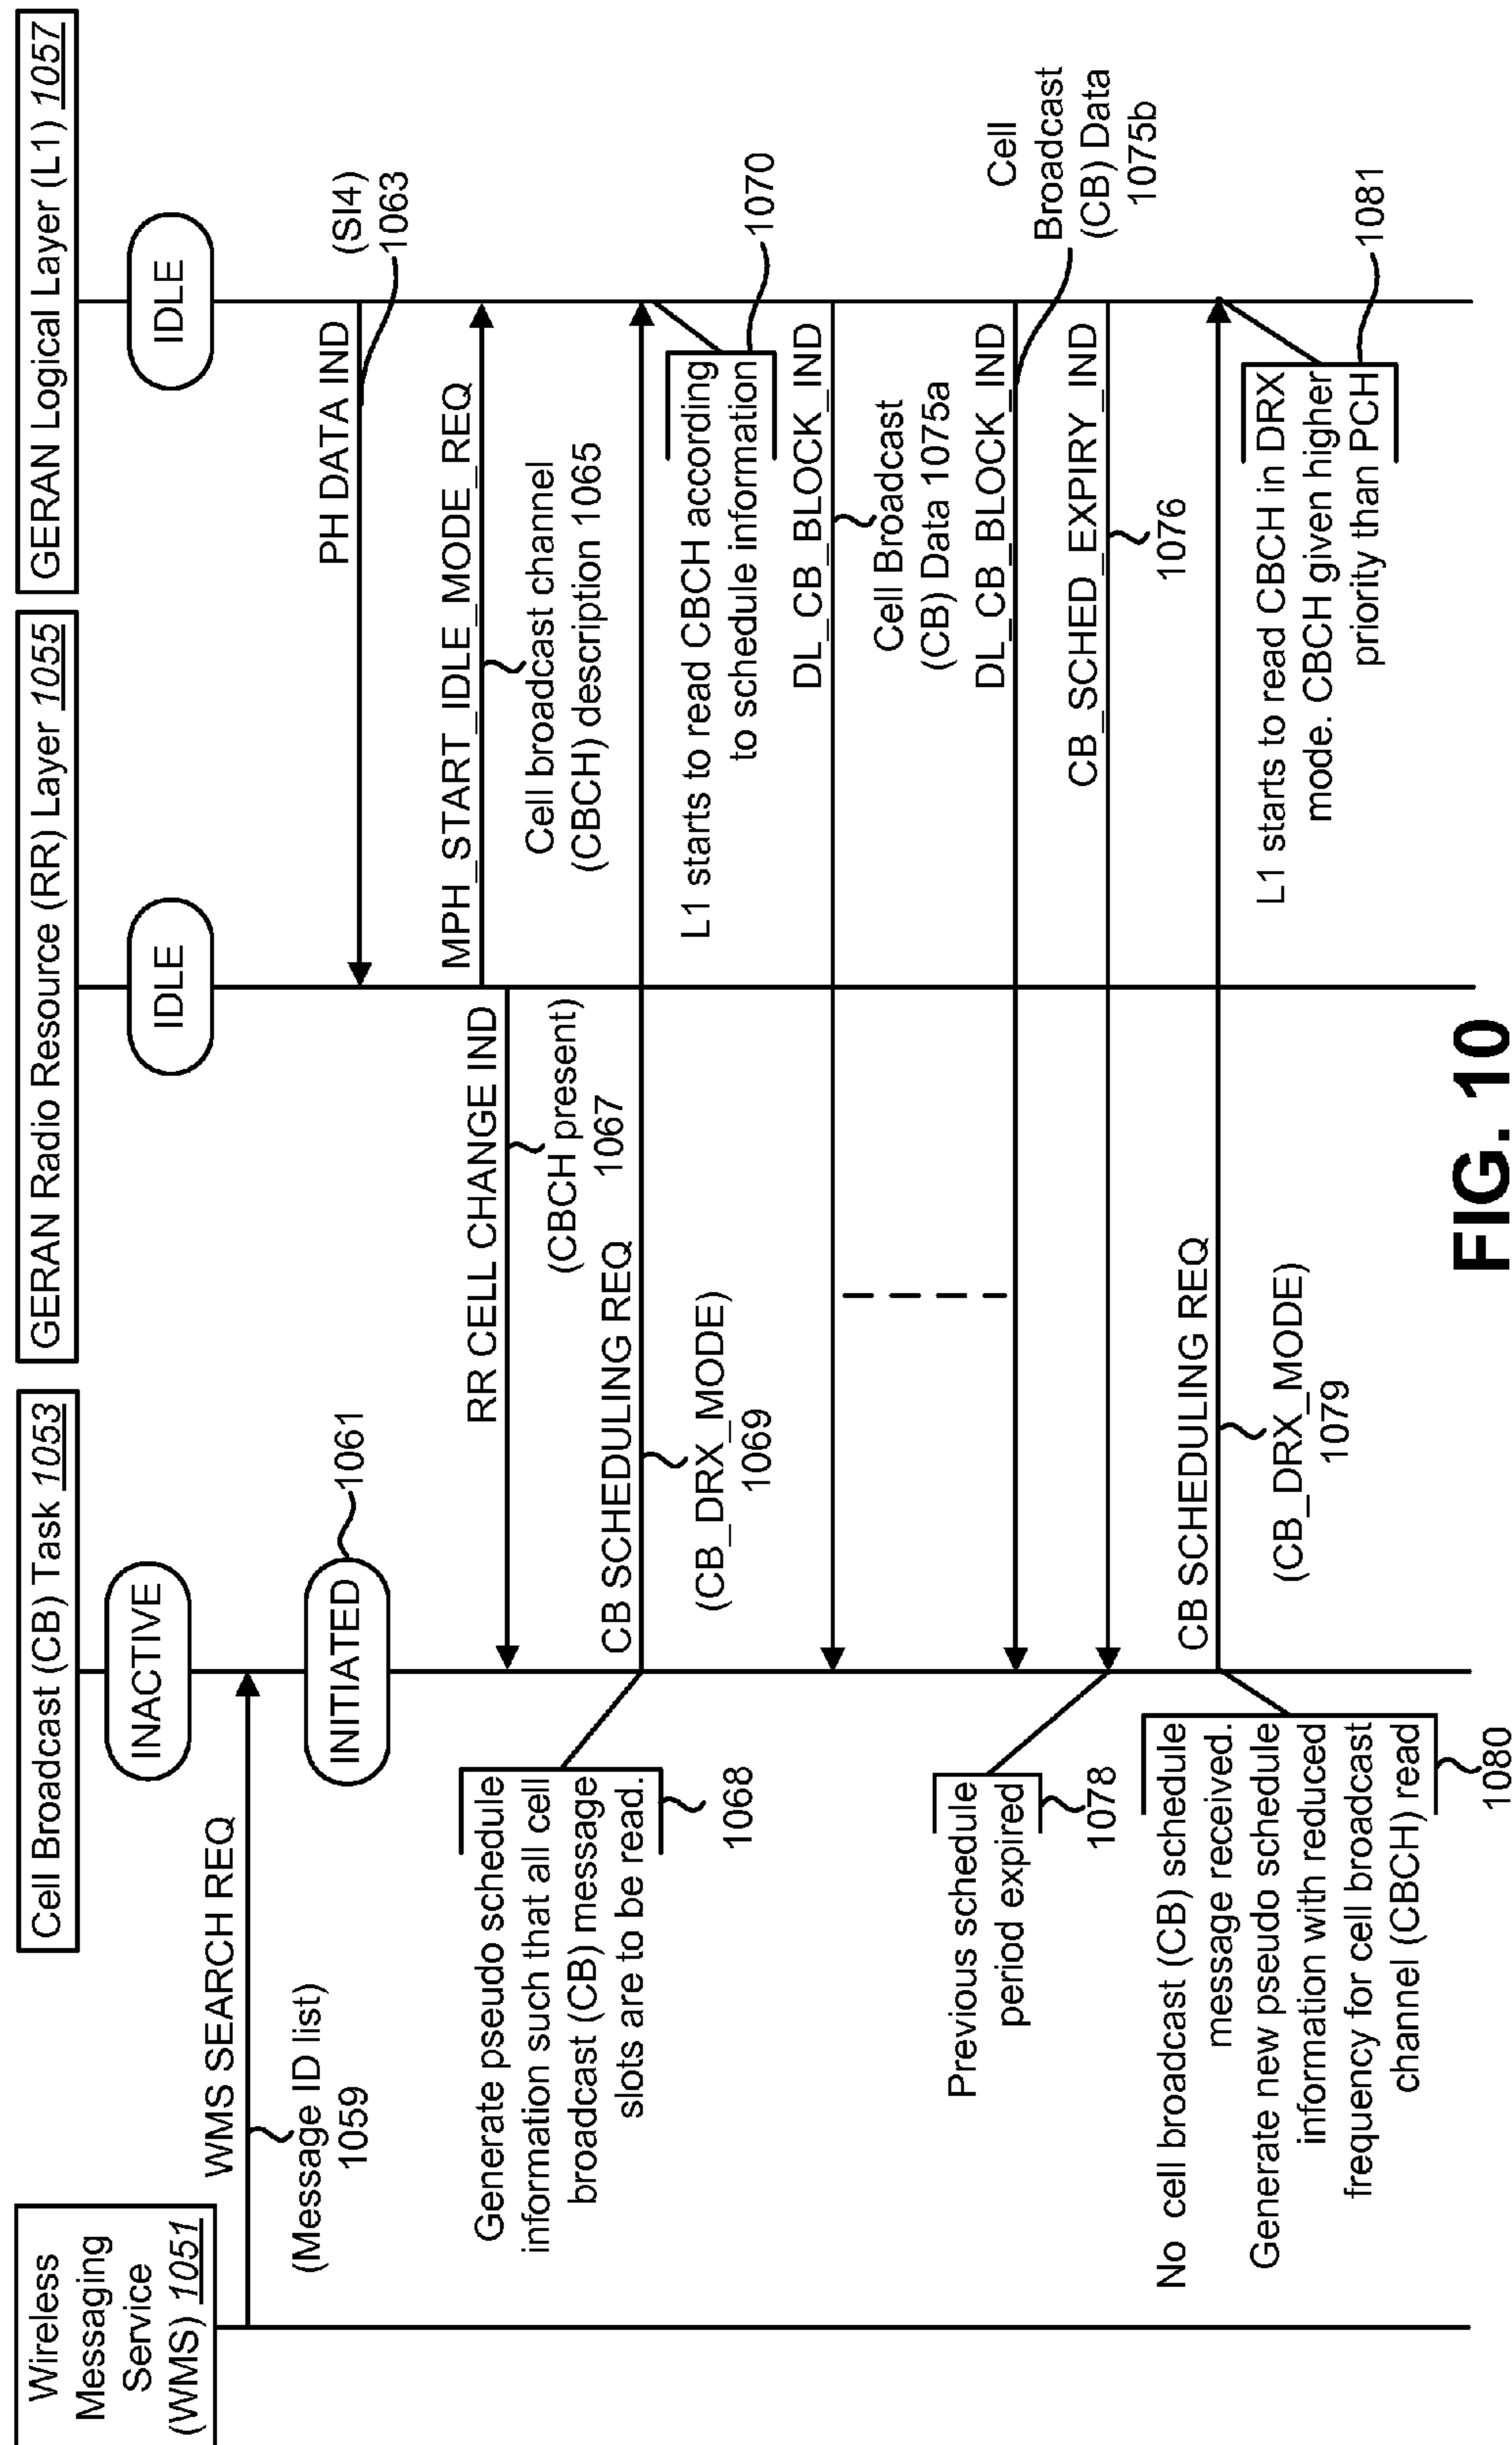 Wireless
Messaging
Service
(WMS) 1051
Cell Broadcast (CB) Task 1053
GERAN Radio Resource (RR) Layer 1055
GERAN Logical Layer (L1) 1057
INACTIVE
IDLE
IDLE
WMS SEARCH REQ
(Message ID list)
1059
INITIATED
1061
PH DATA IND
(SI4)
1063
MPH_START_IDLE_MODE_REQ
Cell broadcast channel
(CBCH) description 1065
RR CELL CHANGE IND
(CBCH present)
1067
Generate pseudo schedule
information such that all cell
broadcast (CB) message
slots are to be read.
1068
CB SCHEDULING REQ
(CB_DRX_MODE)
1069
L1 starts to read CBCH according
to schedule information
1070
DL_CB_BLOCK_IND
Cell Broadcast
(CB) Data 1075a
DL_CB_BLOCK_IND
Cell
Broadcast
(CB) Data
1075b
CB_SCHED_EXPIRY_IND
1076
Previous schedule
period expired
1078
CB SCHEDULING REQ
(CB_DRX_MODE)
1079
No cell broadcast (CB) schedule
message received.
Generate new pseudo schedule
information with reduced
frequency for cell broadcast
channel (CBCH) read
1080
L1 starts to read CBCH in DRX
mode. CBCH given higher
priority than PCH
1081
FIG. 10